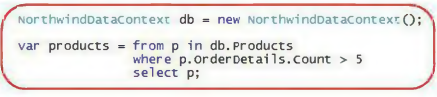 NorthwindDataContext db = new NorthwindDataContext();
var products = from p in db.Products
where p.OrderDetails.Count > 5
select p;